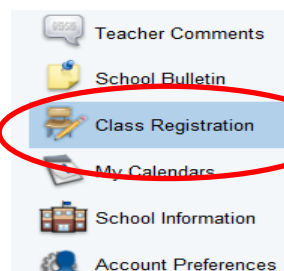 Teacher Comments
School Bulletin
Class Registration
My Calendars
School Information
Account Preferences